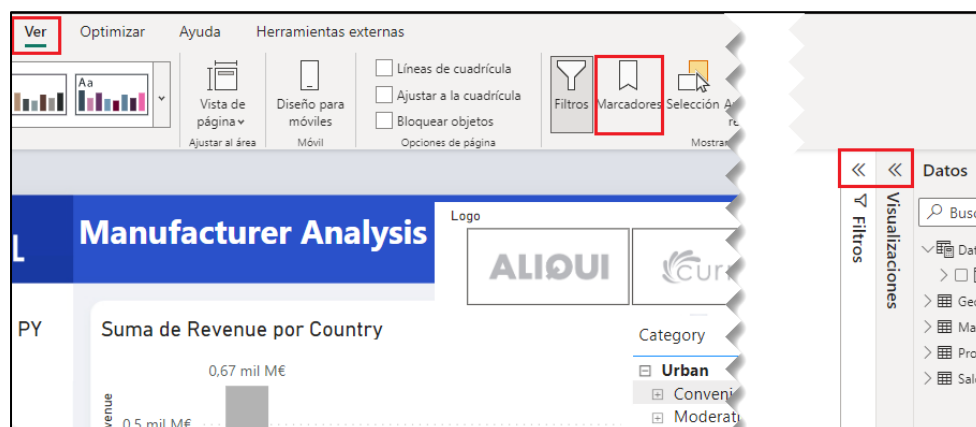 Ver Optimizar Ayuda Herramientas externas
Aa
Vista de página
Ajustar al área
Diseño para móviles
Móvil
Líneas de cuadrícula
Ajustar a la cuadrícula
Bloquear objetos
Opciones de página
Filtros Marcadores Selección
Mostrar
Datos
Filtros
Visualizaciones
Manufacturer Analysis
Logo
ALIQUI
PY
Suma de Revenue por Country
0,67 mil M€
0,5 mil M€
Category
Urban